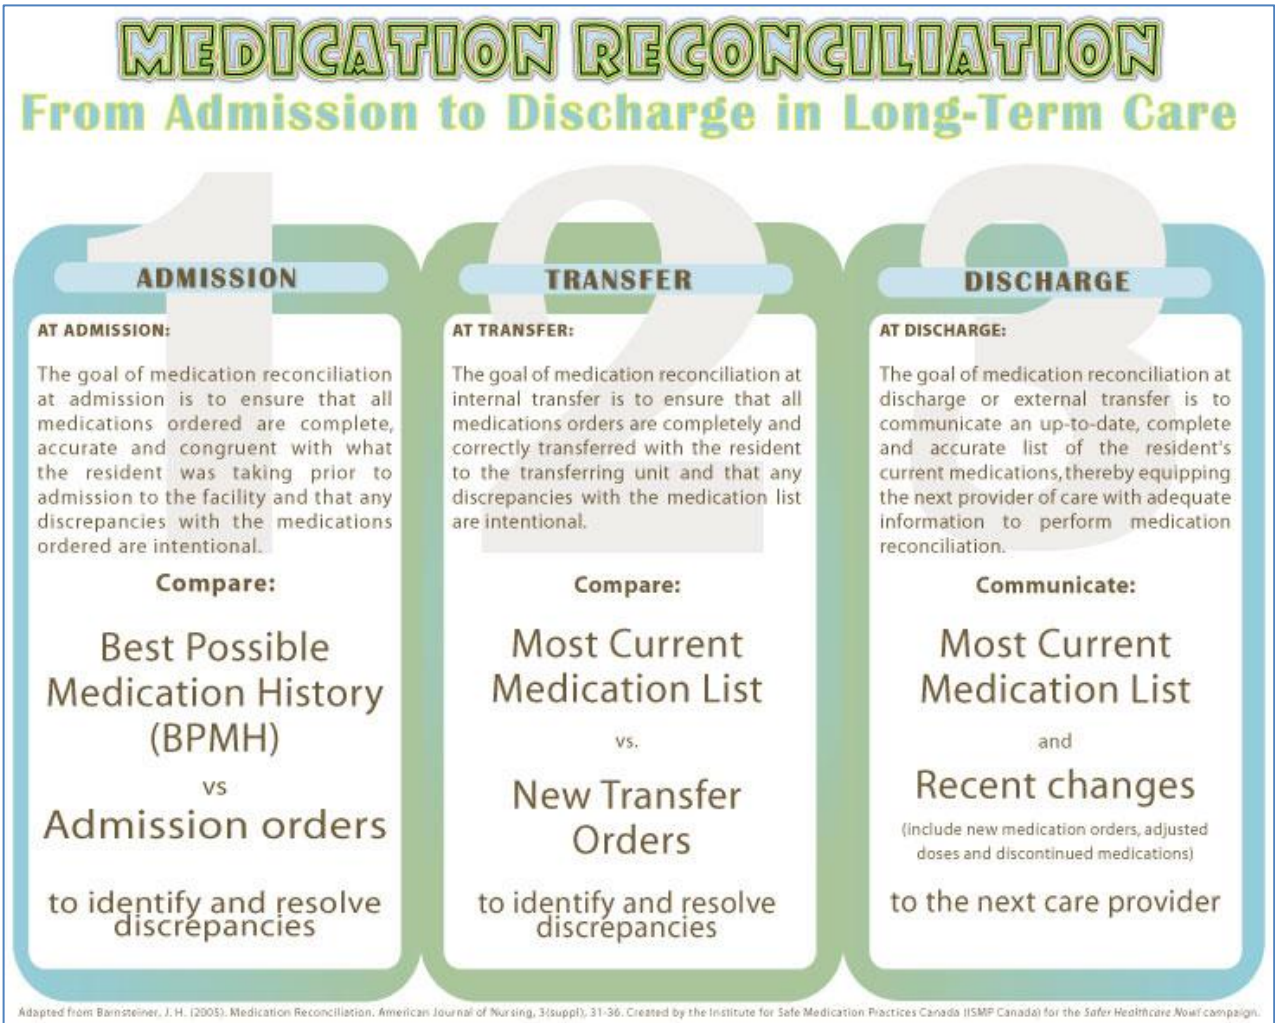 MEDICATION RECONCILIATION
From Admission to Discharge in Long-Term Care
1
ADMISSION
AT ADMISSION:
The goal of medication reconciliation
at admission is to ensure that all
medications ordered are complete,
accurate and congruent with what
the resident was taking prior to
admission to the facility and that any
discrepancies with the medications
ordered are intentional.
Compare:
Best Possible
Medication History
(BPMH)
vs
Admission orders
to identify and resolve
discrepancies
2
TRANSFER
AT TRANSFER:
The goal of medication reconciliation at
internal transfer is to ensure that all
medications orders are completely and
correctly transferred with the resident
to the transferring unit and that any
discrepancies with the medication list
are intentional.
Compare:
Most Current
Medication List
vs.
New Transfer
Orders
to identify and resolve
discrepancies
3
DISCHARGE
AT DISCHARGE:
The goal of medication reconciliation at
discharge or external transfer is to
communicate an up-to-date, complete
and accurate list of the resident's
current medications, thereby equipping
the next provider of care with adequate
information to perform medication
reconciliation.
Communicate:
Most Current
Medication List
and
Recent changes
(include new medication orders, adjusted
doses and discontinued medications)
to the next care provider
Adapted from Barnsteiner, J. H. (2005). Medication Reconciliation. American Journal of Nursing, 3(suppl), 31-36. Created by the Institute for Safe Medication Practices Canada (ISMP Canada) for the Safer Healthcare Now! campaign.